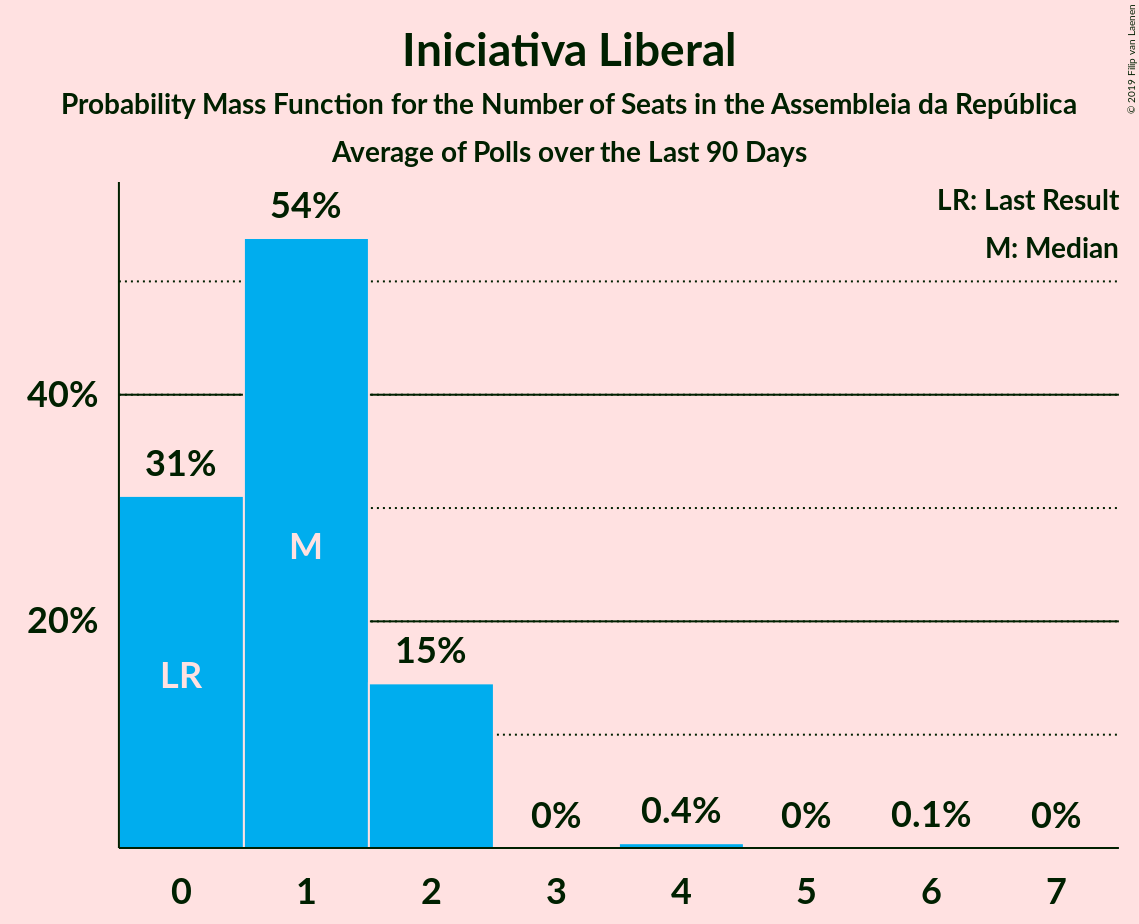 Iniciativa Liberal
Probability Mass Function for the Number of Seats in the Assembleia da República
Average of Polls over the Last 90 Days
© 2019 Filip van Laenen
LR: Last Result
M: Median
54%
40%
31%
M
20%
15%
LR
0%
0.4%
0%
0.1%
0%
0 1 2 3 4 5 6 7